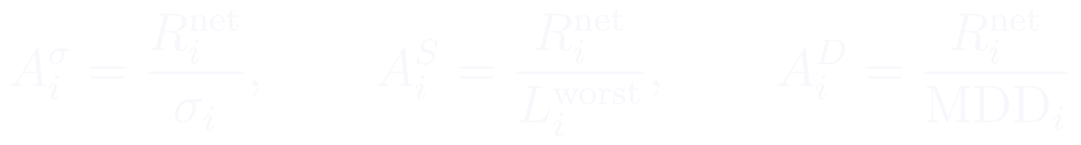 A_i^σ = R_i^net / σ_i, A_i^S = R_i^net / L_i^worst, A_i^D = R_i^net / MDD_i